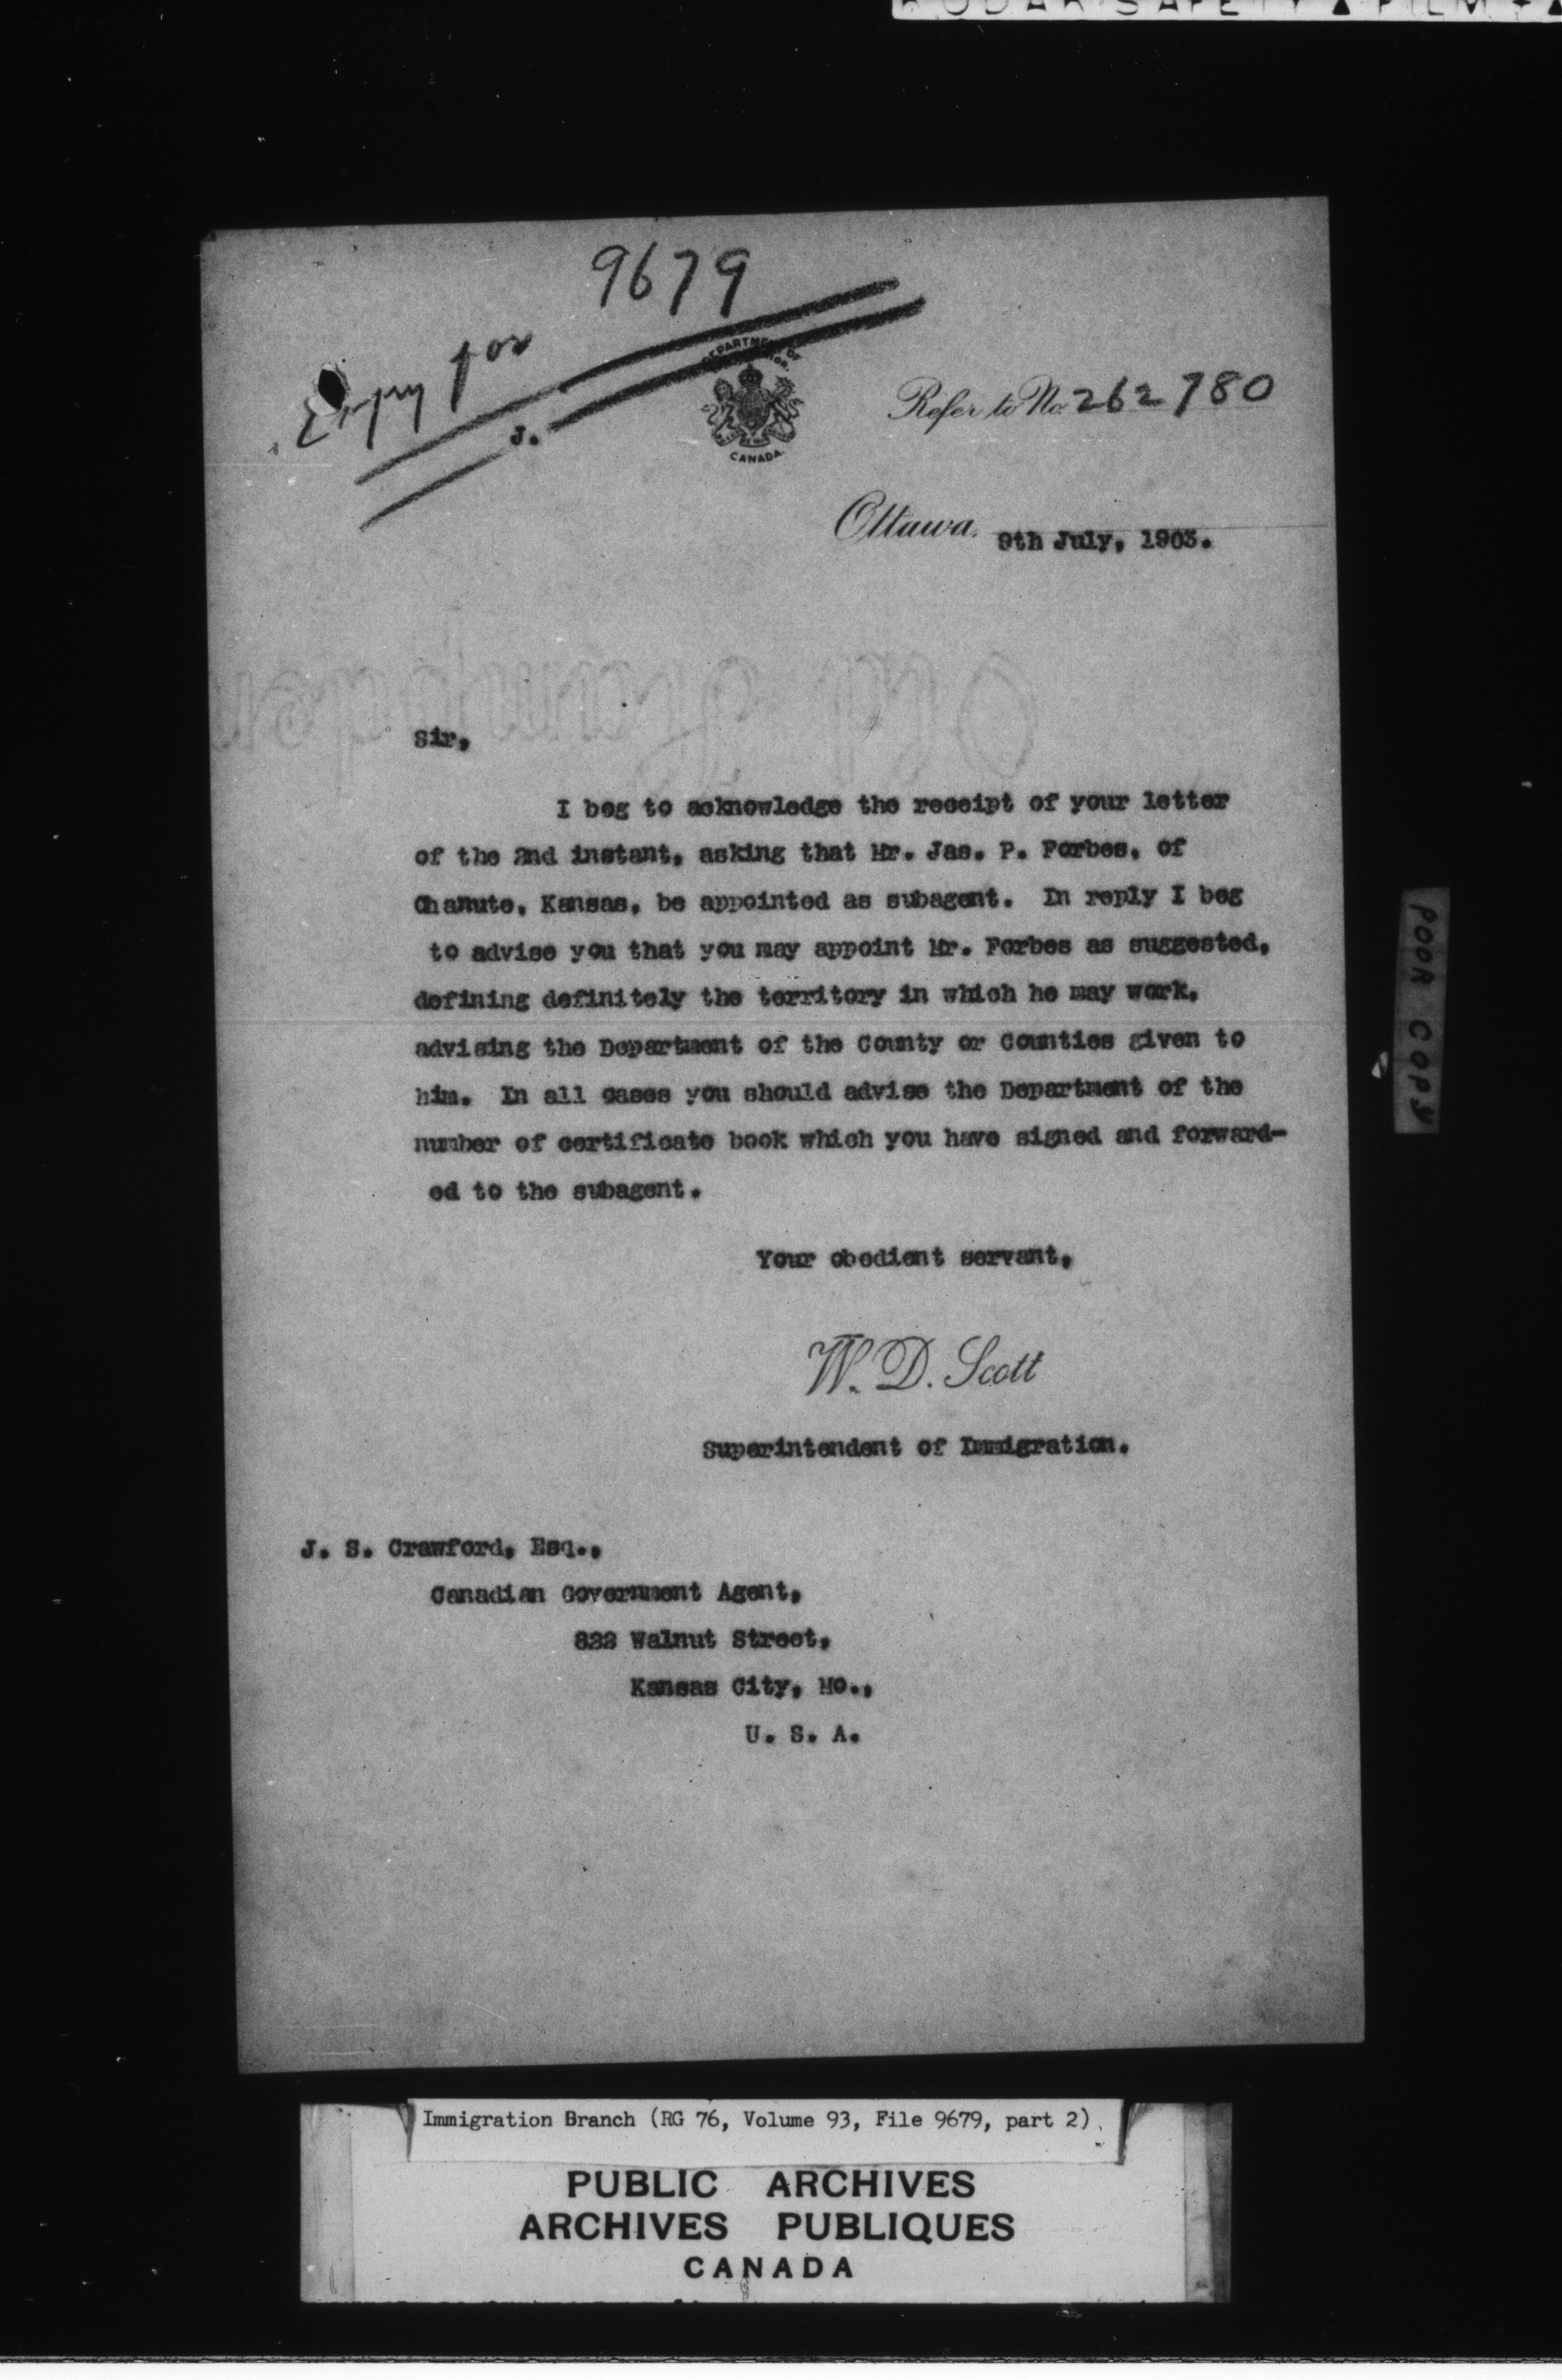 KODAK SAFETY ▲ FILM
9679
Copy for
DEPARTMENT OF
CANADA.
Refer to No. 262780
J.
Ottawa. 9th July, 1903.
Sir,
I beg to acknowledge the receipt of your letter
of the 2nd instant, asking that Mr. Jas. P. Forbes, of
Chanute, Kansas, be appointed as subagent. In reply I beg
to advise you that you may appoint Mr. Forbes as suggested,
defining definitely the territory in which he may work,
advising the Department of the County or Counties given to
him. In all cases you should advise the Department of the
number of certificate book which you have signed and forward-
ed to the subagent.
Your obedient servant,
W. D. Scott
Superintendent of Immigration.
J. S. Crawford, Esq.,
Canadian Government Agent,
822 Walnut Street,
Kansas City, Mo.,
U. S. A.
POOR COPY
Immigration Branch (RG 76, Volume 93, File 9679, part 2)
PUBLIC ARCHIVES
ARCHIVES PUBLIQUES
CANADA